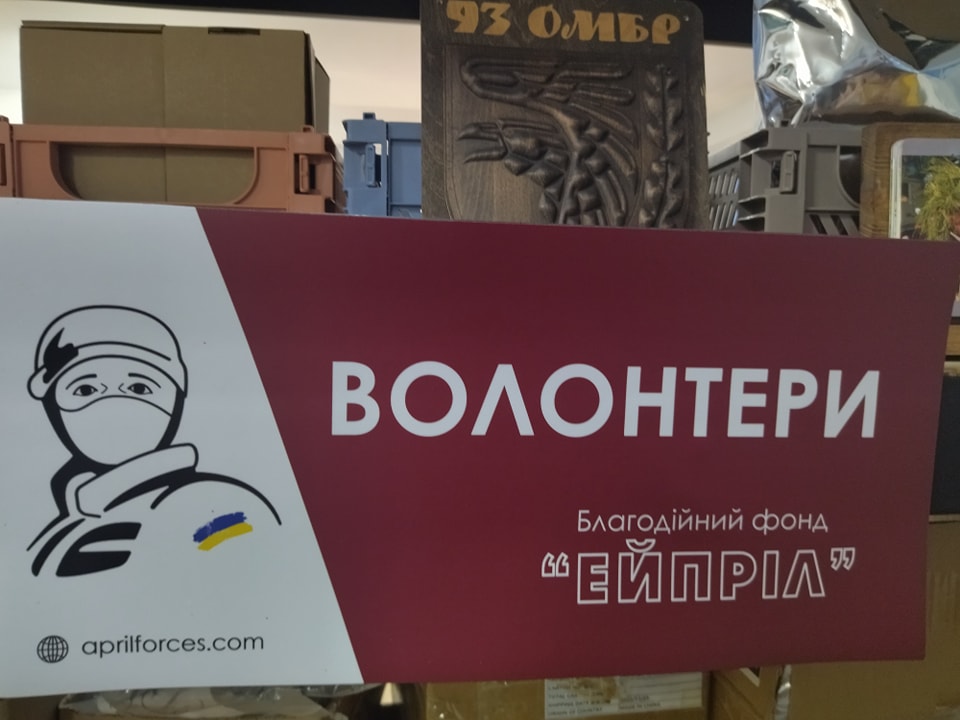 93 ОМБР
ВОЛОНТЕРИ
Благодійний фонд
“ЕЙПРІЛ”
aprilforces.com